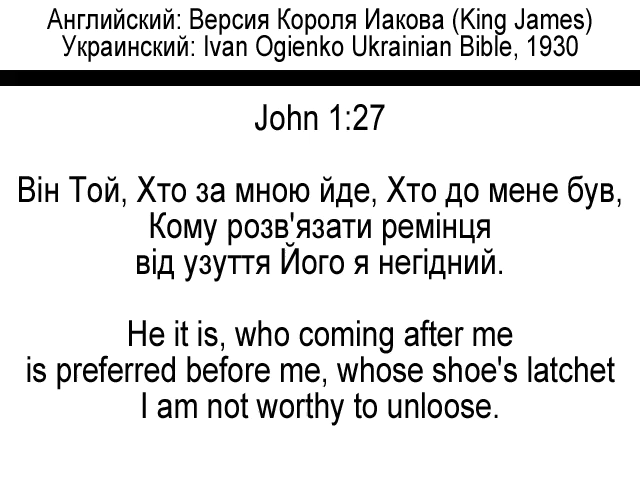 Английский: Версия Короля Иакова (King James)
Украинский: Ivan Ogienko Ukrainian Bible, 1930
John 1:27
Він Той, Хто за мною йде, Хто до мене був,
Кому розв'язати ремінця
від узуття Його я негідний.
He it is, who coming after me
is preferred before me, whose shoe's latchet
I am not worthy to unloose.